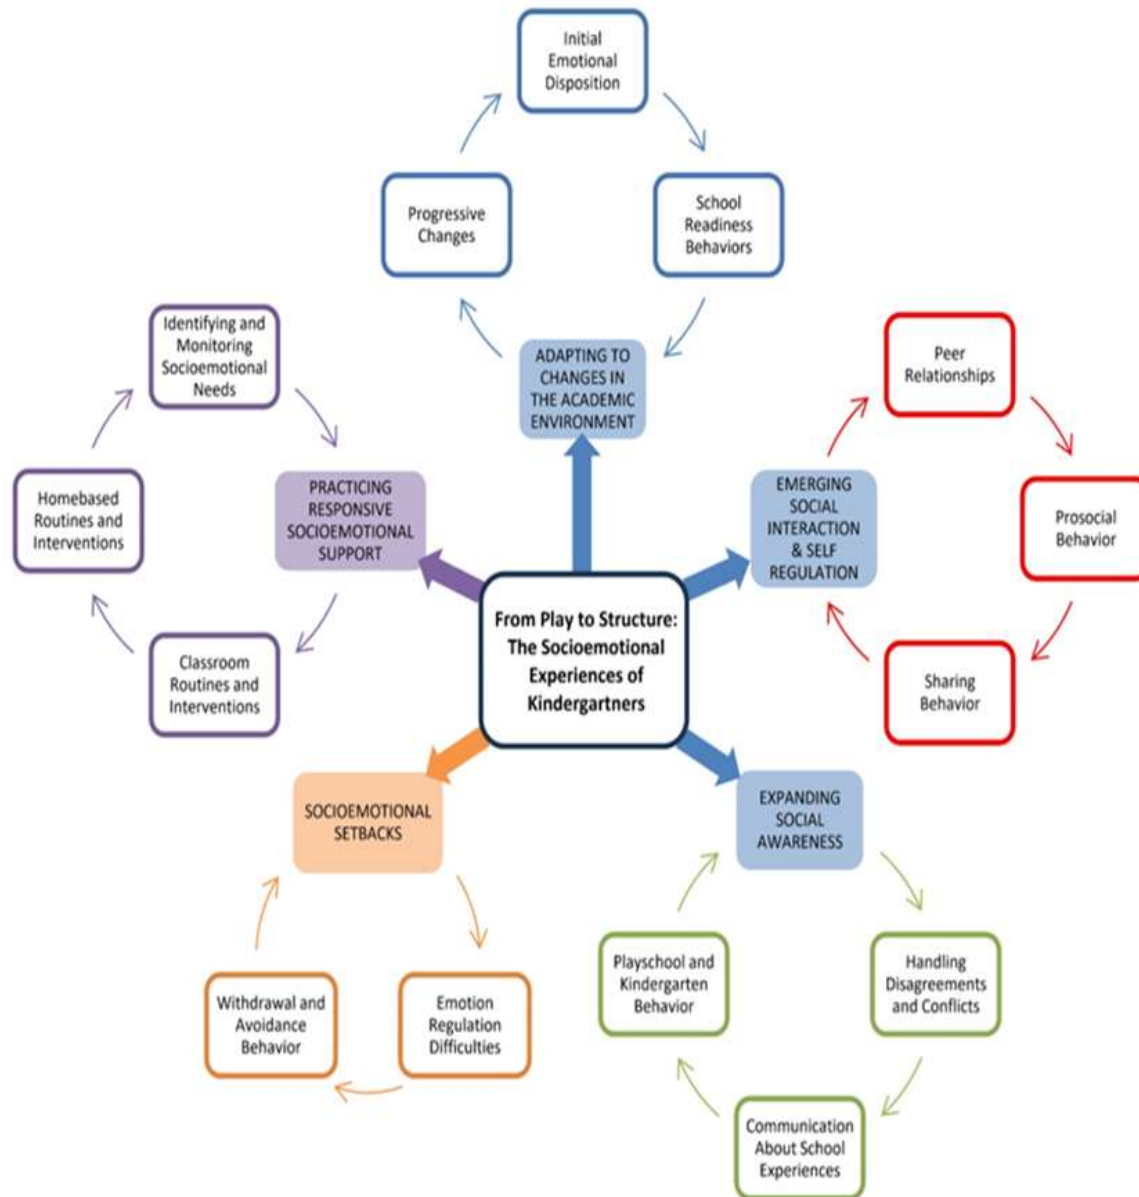 Initial
Emotional
Disposition
Progressive
Changes
School
Readiness
Behaviors
ADAPTING TO
CHANGES IN
THE ACADEMIC
ENVIRONMENT
Identifying and
Monitoring
Socioemotional
Needs
Homebased
Routines and
Interventions
PRACTICING
RESPONSIVE
SOCIOEMOTIONAL
SUPPORT
Classroom
Routines and
Interventions
Peer
Relationships
EMERGING
SOCIAL
INTERACTION
& SELF
REGULATION
Prosocial
Behavior
Sharing
Behavior
From Play to Structure:
The Socioemotional
Experiences of
Kindergartners
SOCIOEMOTIONAL
SETBACKS
Withdrawal and
Avoidance
Behavior
Emotion
Regulation
Difficulties
EXPANDING
SOCIAL
AWARENESS
Playschool and
Kindergarten
Behavior
Handling
Disagreements
and Conflicts
Communication
About School
Experiences